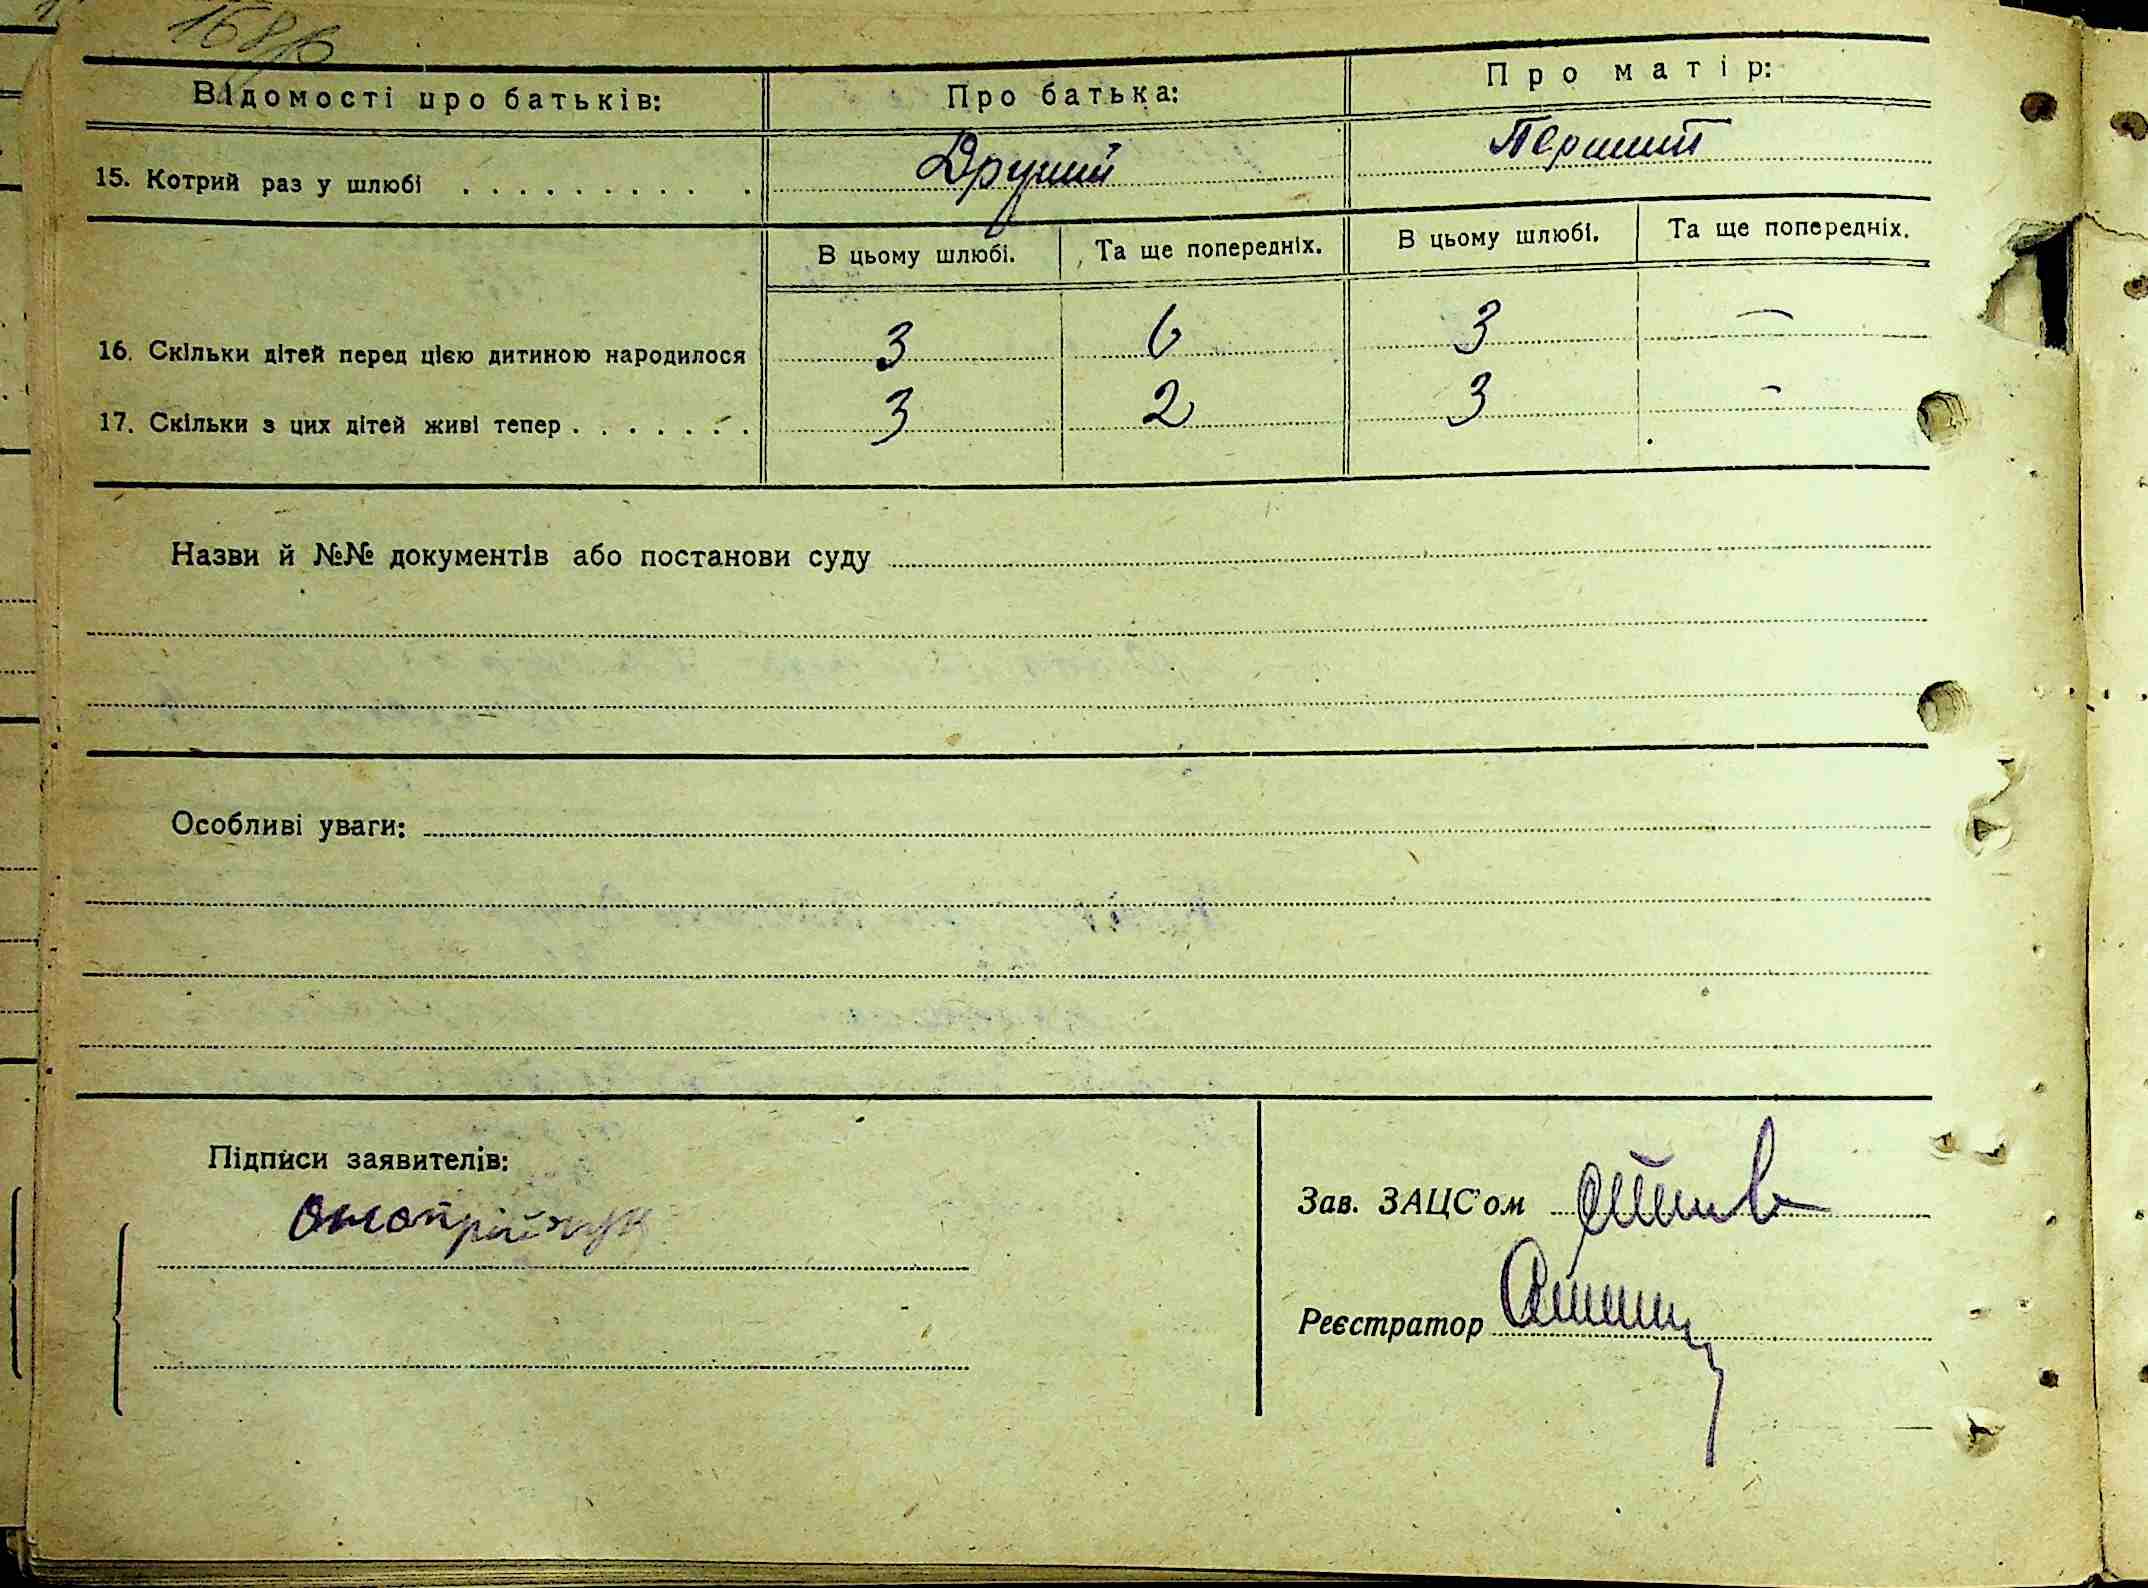 Відомості про батьків: Про батька: Про матір:
15. Котрий раз у шлюбі . . . . . . . . . . . Другий Перший
В цьому шлюбі. Та ще попередніх. В цьому шлюбі. Та ще попередніх.
16. Скільки дітей перед цією дитиною народилося 3 6 3 —
17. Скільки з цих дітей живі тепер . . . . . . . 3 2 3 -
Назви й №№ документів або постанови суду
Особливі уваги:
Підписи заявителів:
Зав. ЗАЦС'ом
Реєстратор